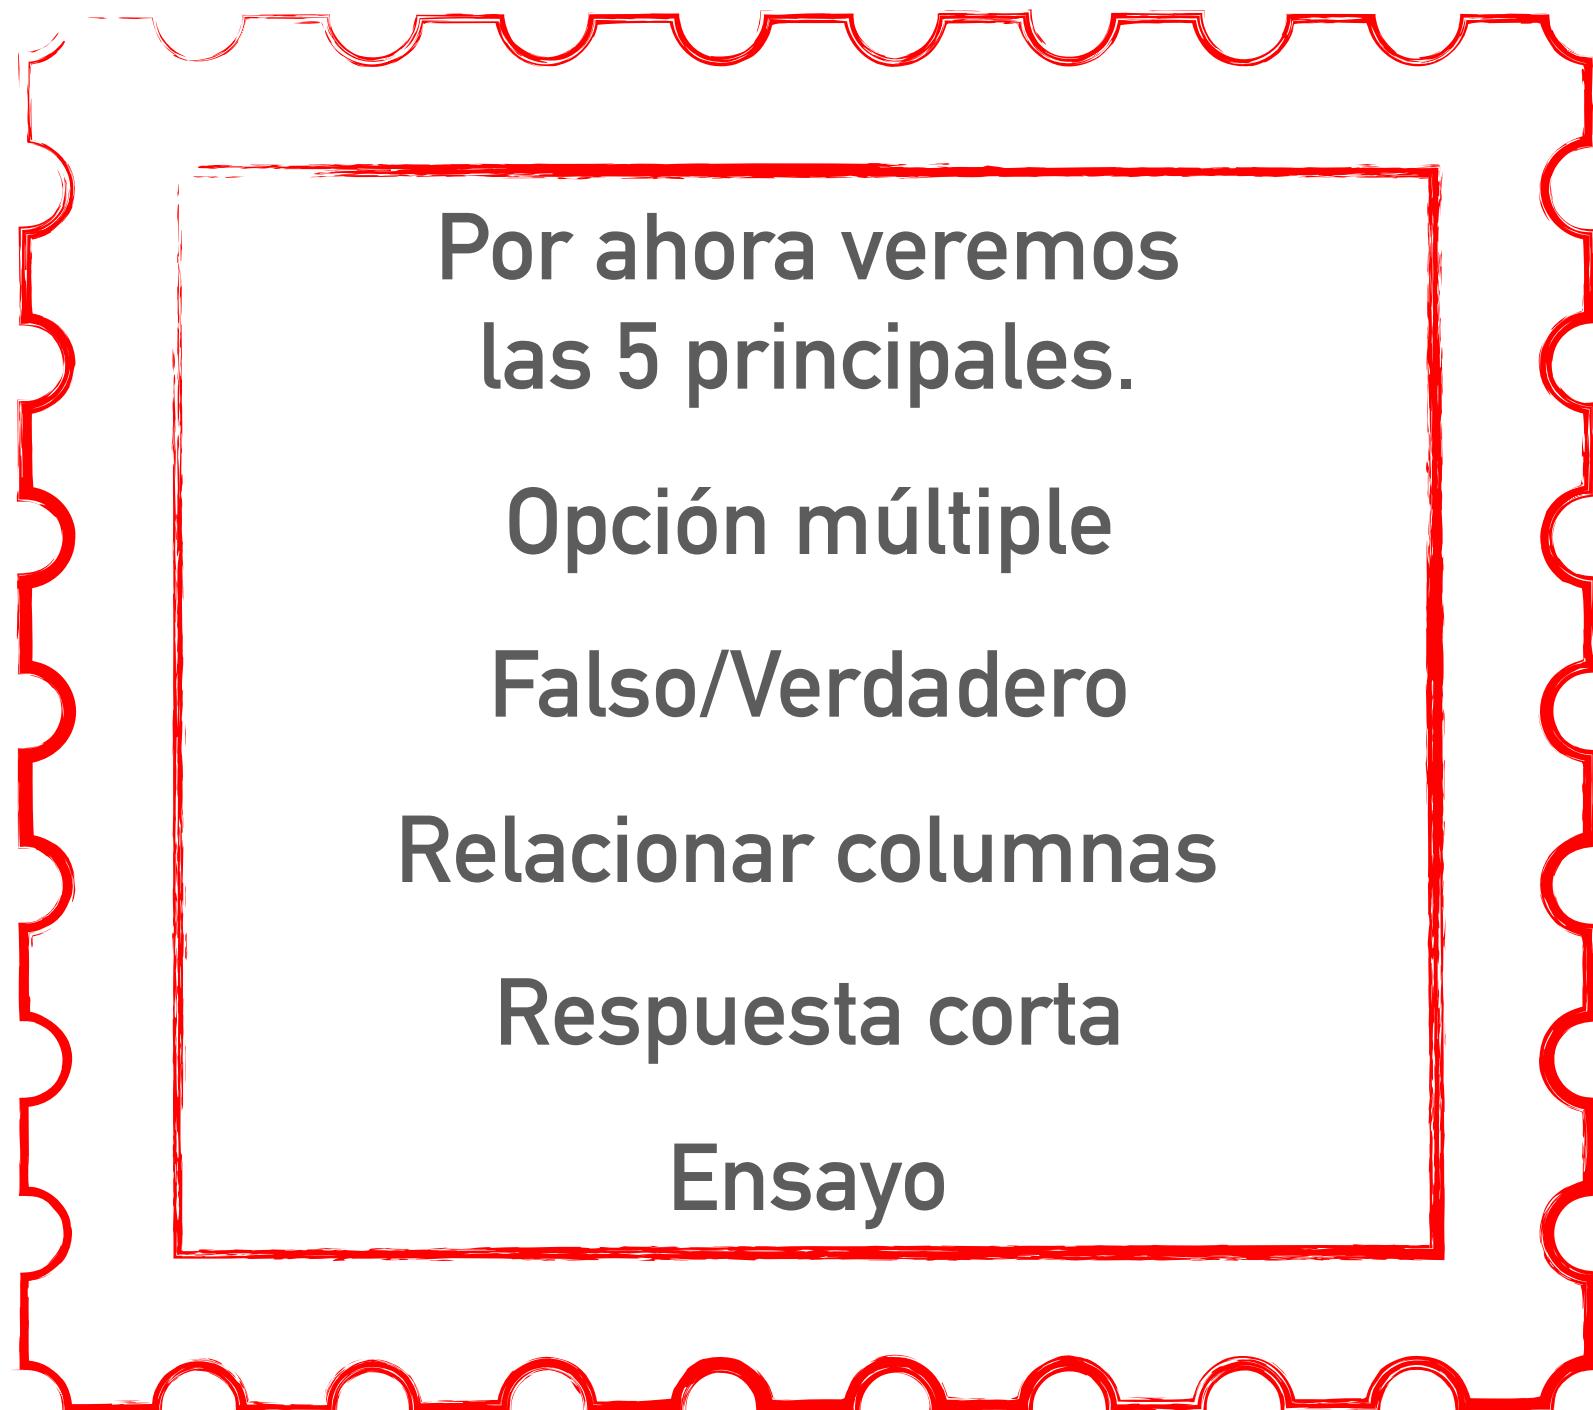 Por ahora veremos
las 5 principales.
Opción múltiple
Falso/Verdadero
Relacionar columnas
Respuesta corta
Ensayo